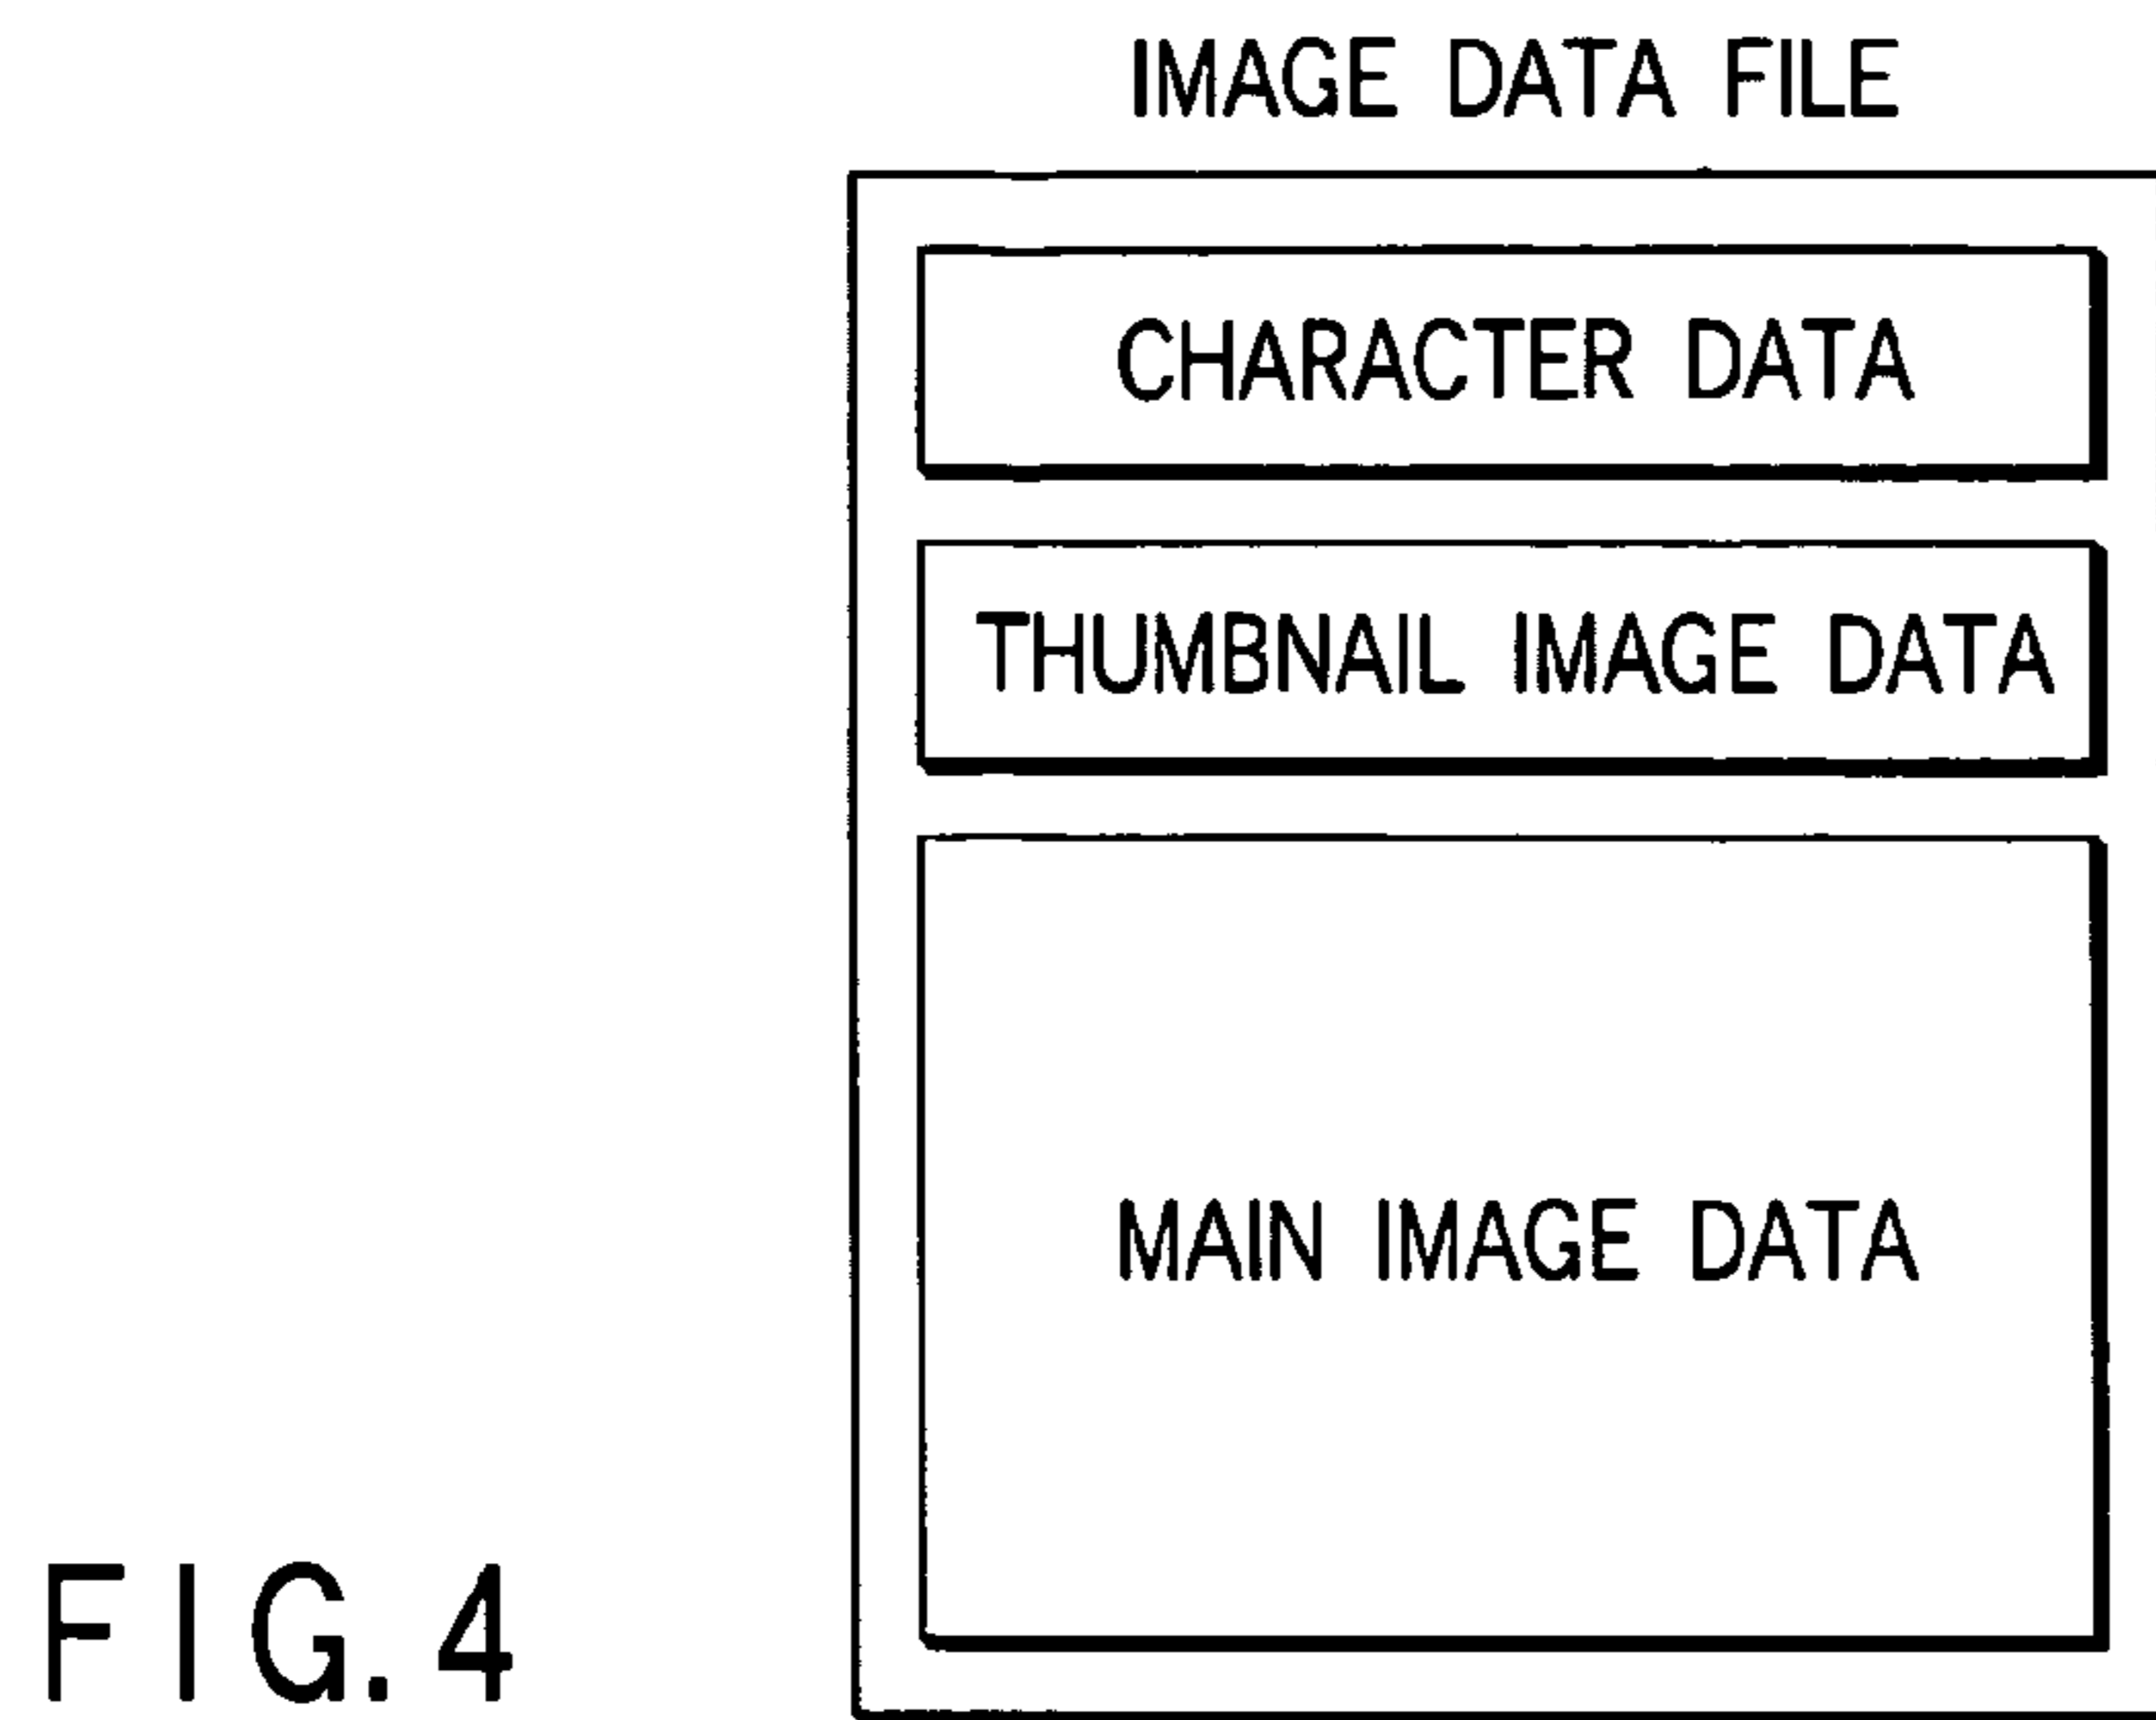 IMAGE DATA FILE
CHARACTER DATA
THUMBNAIL IMAGE DATA
MAIN IMAGE DATA
FIG. 4